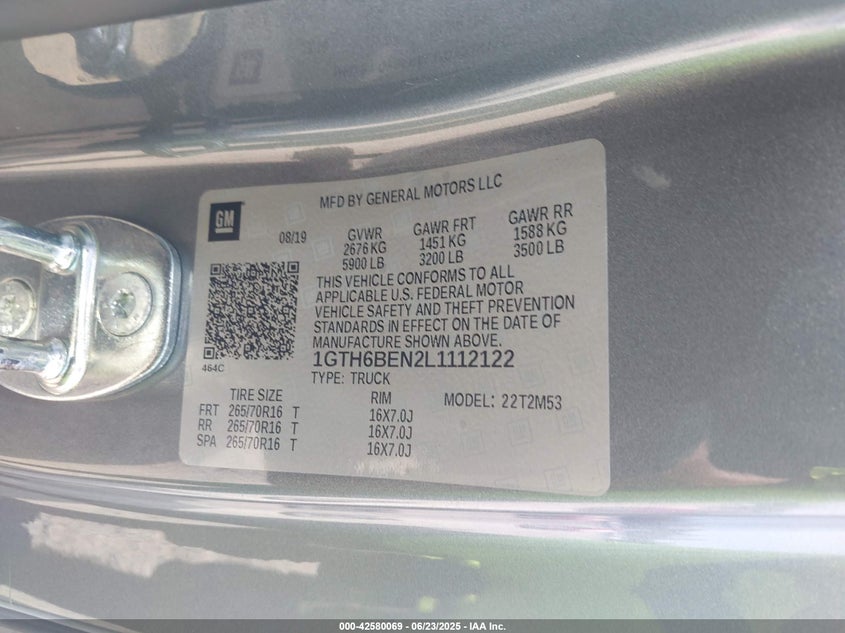 MFD BY GENERAL MOTORS LLC
GM
08/19
GVWR GAWR FRT GAWR RR
2676 KG 1451 KG 1588 KG
5900 LB 3200 LB 3500 LB
THIS VEHICLE CONFORMS TO ALL
APPLICABLE U.S. FEDERAL MOTOR
VEHICLE SAFETY AND THEFT PREVENTION
STANDARDS IN EFFECT ON THE DATE OF
MANUFACTURE SHOWN ABOVE.
464C
1GTH6BEN2L1112122
TYPE: TRUCK
TIRE SIZE RIM MODEL: 22T2M53
FRT 265/70R16 T 16X7.0J
RR 265/70R16 T 16X7.0J
SPA 265/70R16 T 16X7.0J
000-42580069 - 06/23/2025 - IAA Inc.